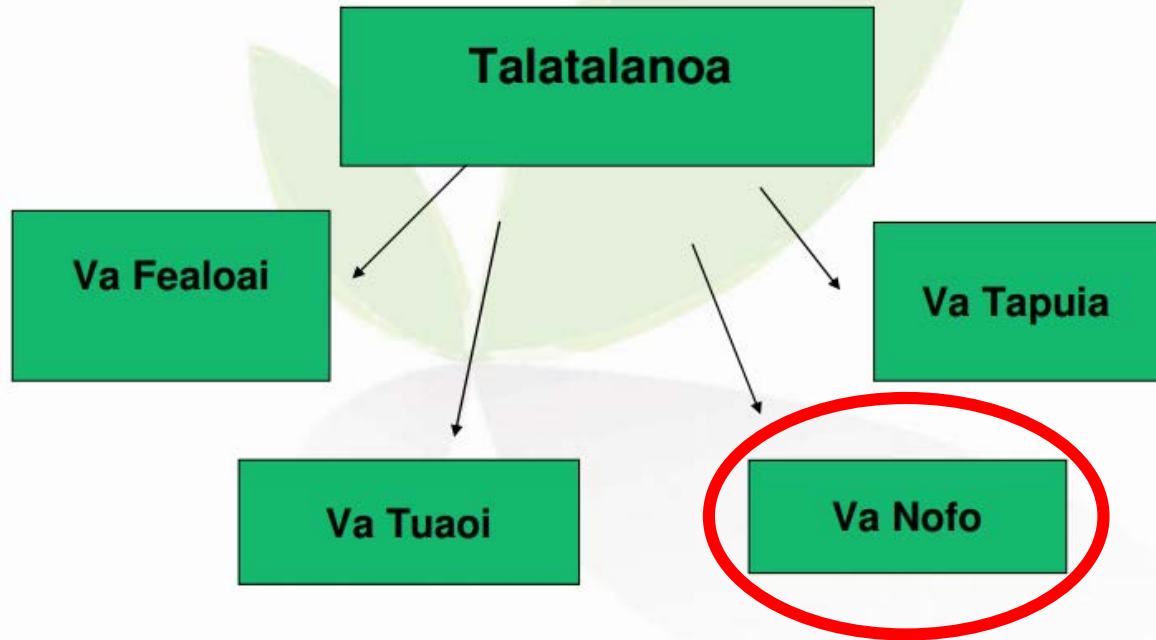 Talatalanoa
Va Fealoai
Va Tapuia
Va Tuaoi
Va Nofo